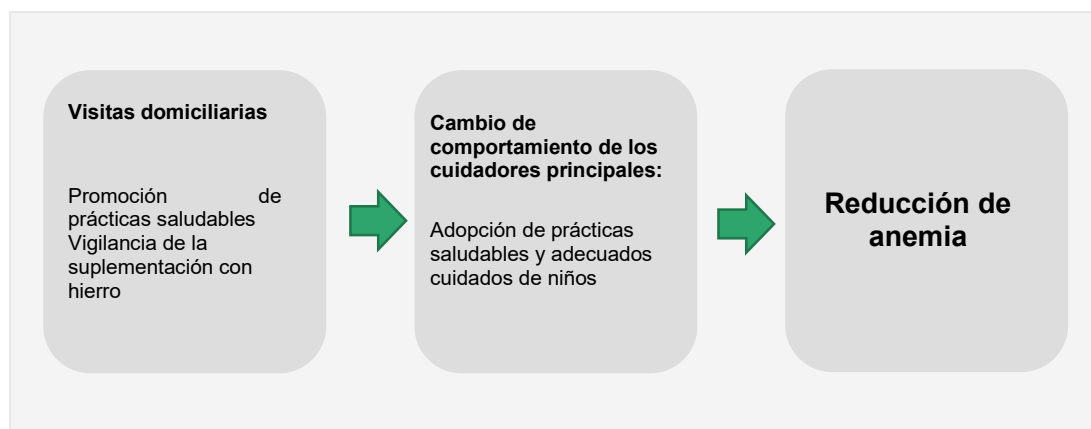 Visitas domiciliarias
Promoción de
prácticas saludables
Vigilancia de la
suplementación con
hierro
Cambio de
comportamiento de los
cuidadores principales:
Adopción de prácticas
saludables y adecuados
cuidados de niños
Reducción de
anemia